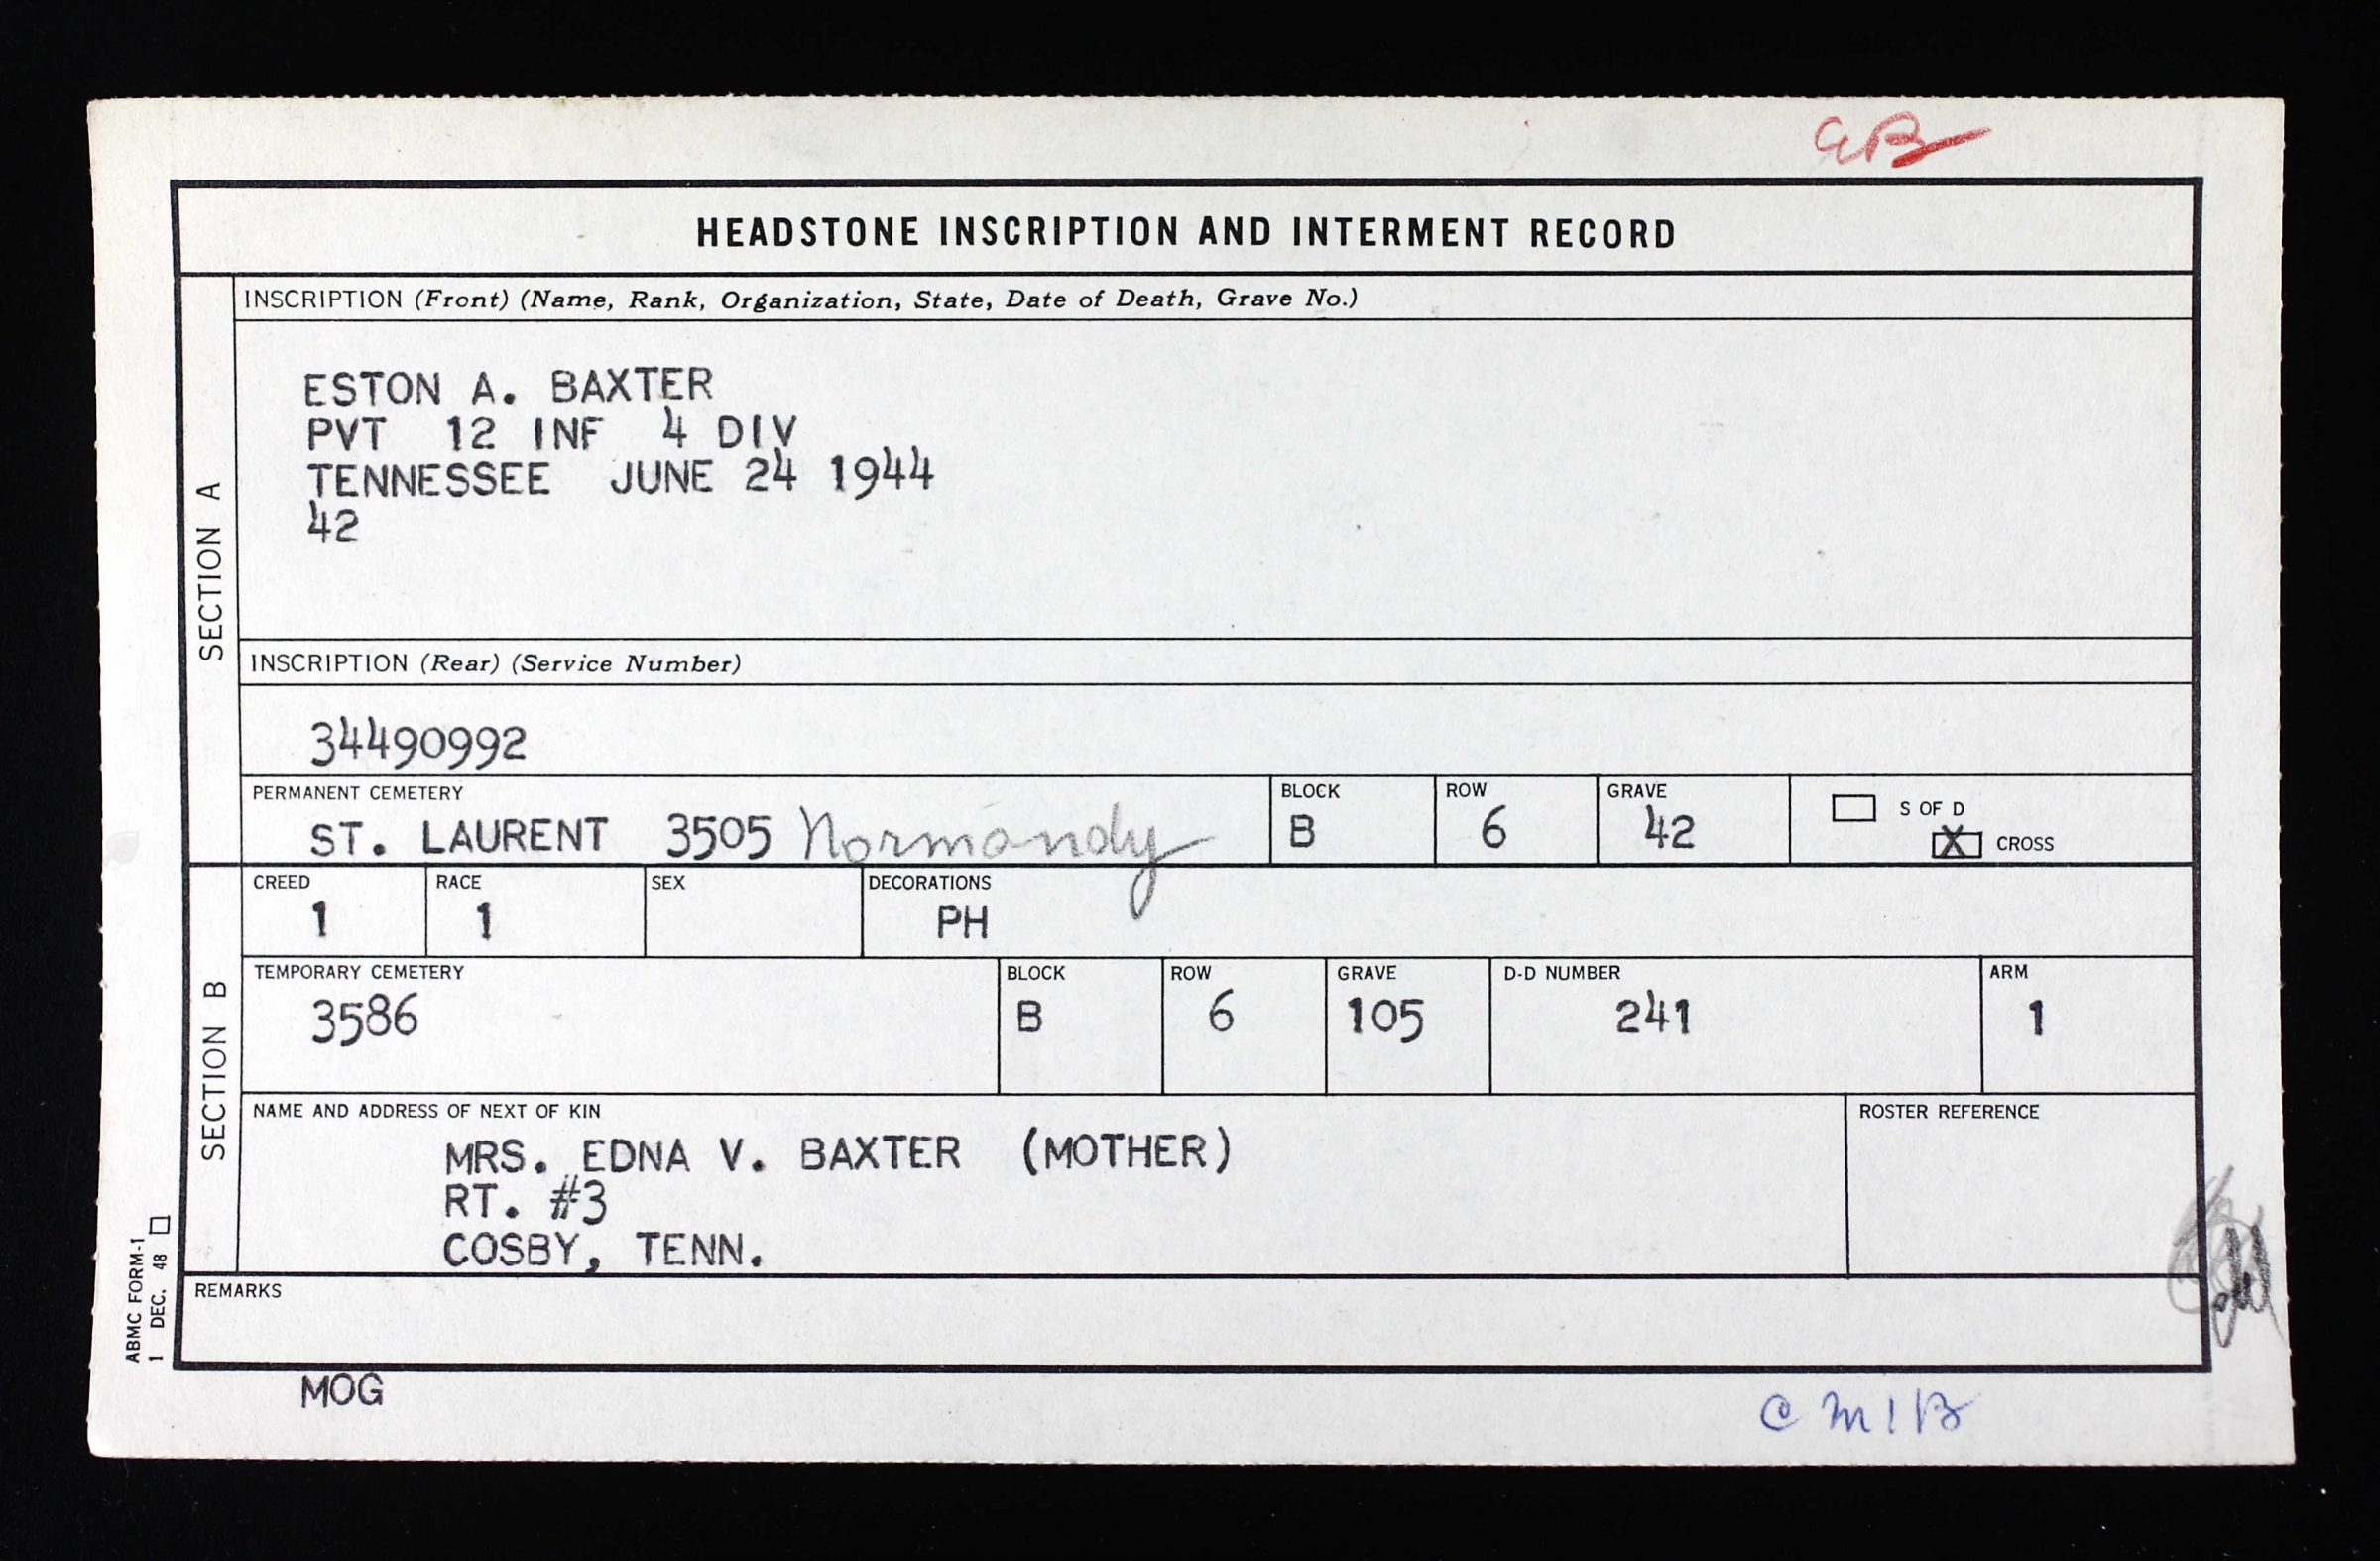 HEADSTONE INSCRIPTION AND INTERMENT RECORD
SECTION A
INSCRIPTION (Front) (Name, Rank, Organization, State, Date of Death, Grave No.)
ESTON A. BAXTER
PVT 12 INF 4 DIV
TENNESSEE JUNE 24 1944
42
INSCRIPTION (Rear) (Service Number)
34490992
PERMANENT CEMETERY
ST. LAURENT 3505 Normandy
BLOCK
B
ROW
6
GRAVE
42
S OF D
X CROSS
SECTION B
CREED
1
RACE
1
SEX
DECORATIONS
PH
TEMPORARY CEMETERY
3586
BLOCK
B
ROW
6
GRAVE
105
D-D NUMBER
241
ARM
1
NAME AND ADDRESS OF NEXT OF KIN
MRS. EDNA V. BAXTER (MOTHER)
RT. #3
COSBY, TENN.
ROSTER REFERENCE
REMARKS
ABMC FORM-1
1 DEC. 48
MOG